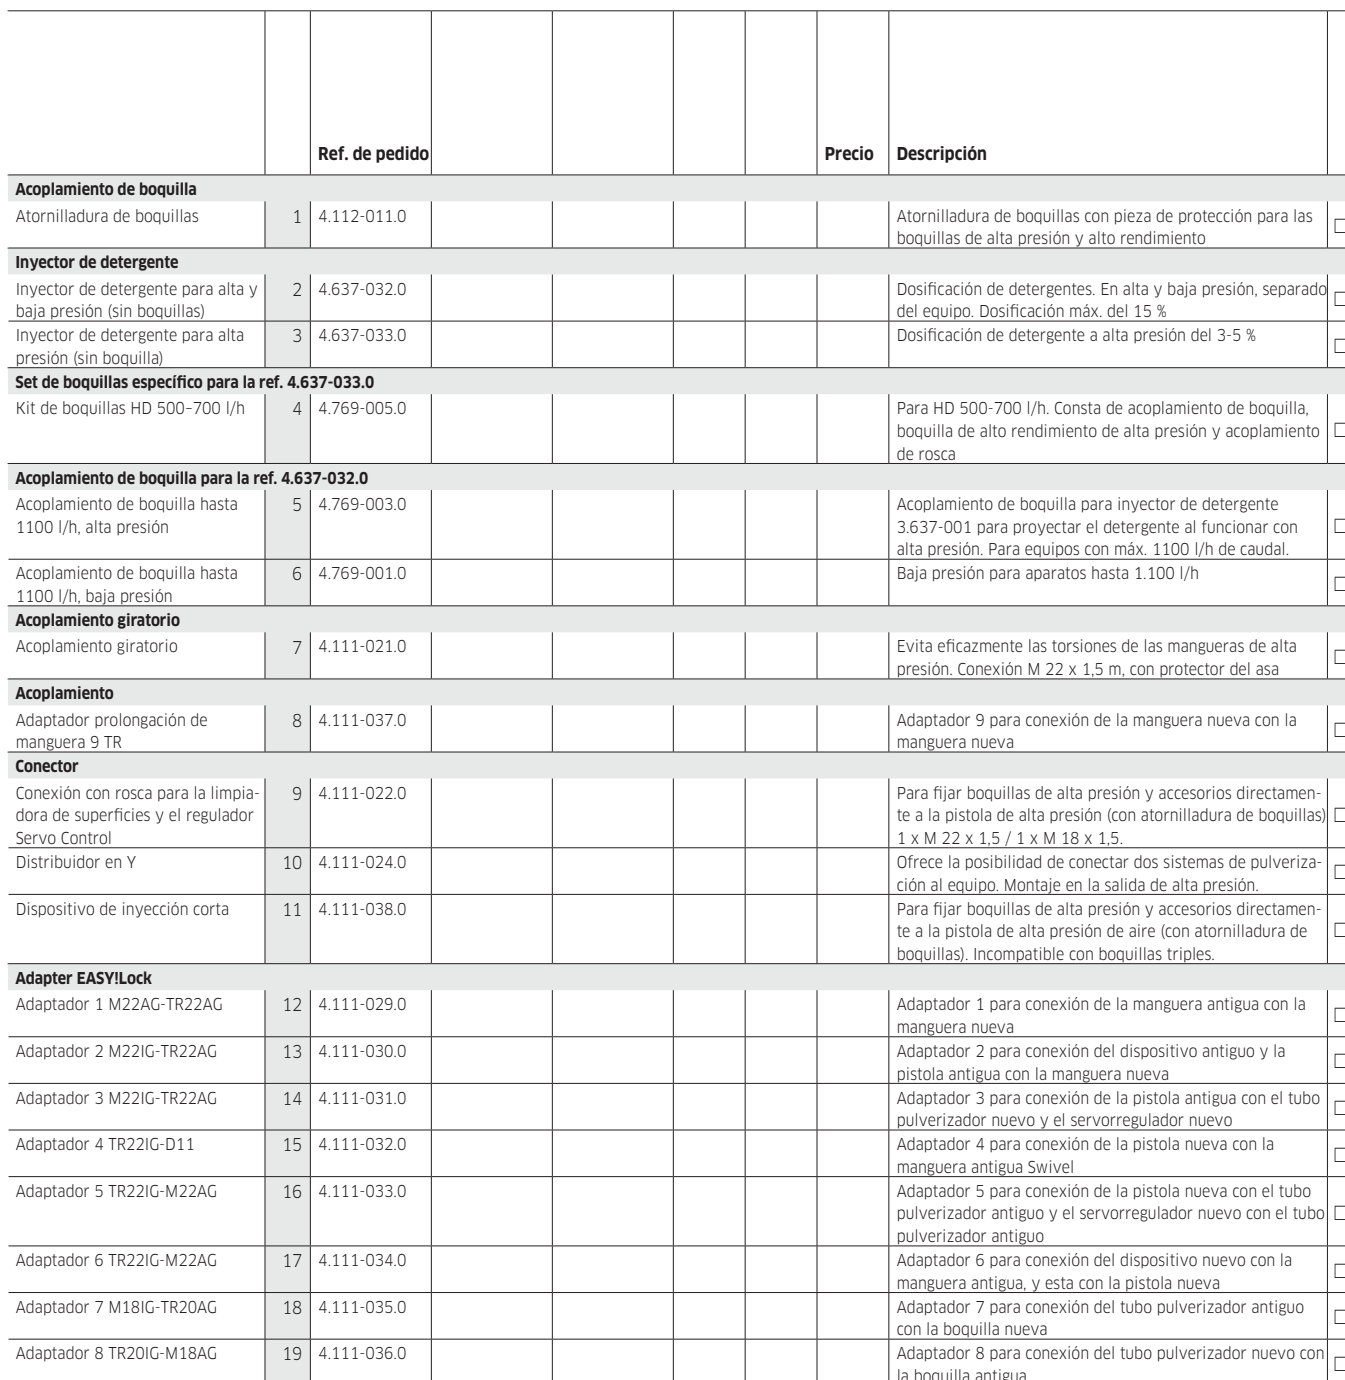 Ref. de pedido Precio Descripción
Acoplamiento de boquilla
Atornilladura de boquillas 1 4.112-011.0 Atornilladura de boquillas con pieza de protección para las
boquillas de alta presión y alto rendimiento
Inyector de detergente
Inyector de detergente para alta y 2 4.637-032.0 Dosificación de detergentes. En alta y baja presión, separado
baja presión (sin boquillas) del equipo. Dosificación máx. del 15 %
Inyector de detergente para alta 3 4.637-033.0 Dosificación de detergente a alta presión del 3-5 %
presión (sin boquilla)
Set de boquillas específico para la ref. 4.637-033.0
Kit de boquillas HD 500–700 l/h 4 4.769-005.0 Para HD 500-700 l/h. Consta de acoplamiento de boquilla,
boquilla de alto rendimiento de alta presión y acoplamiento
de rosca
Acoplamiento de boquilla para la ref. 4.637-032.0
Acoplamiento de boquilla hasta 5 4.769-003.0 Acoplamiento de boquilla para inyector de detergente
1100 l/h, alta presión 3.637-001 para proyectar el detergente al funcionar con
alta presión. Para equipos con máx. 1100 l/h de caudal.
Acoplamiento de boquilla hasta 6 4.769-001.0 Baja presión para aparatos hasta 1.100 l/h
1100 l/h, baja presión
Acoplamiento giratorio
Acoplamiento giratorio 7 4.111-021.0 Evita eficazmente las torsiones de las mangueras de alta
presión. Conexión M 22 x 1,5 m, con protector del asa
Acoplamiento
Adaptador prolongación de 8 4.111-037.0 Adaptador 9 para conexión de la manguera nueva con la
manguera 9 TR manguera nueva
Conector
Conexión con rosca para la limpia- 9 4.111-022.0 Para fijar boquillas de alta presión y accesorios directamen-
dora de superficies y el regulador te a la pistola de alta presión (con atornilladura de boquillas)
Servo Control 1 x M 22 x 1,5 / 1 x M 18 x 1,5.
Distribuidor en Y 10 4.111-024.0 Ofrece la posibilidad de conectar dos sistemas de pulveriza-
ción al equipo. Montaje en la salida de alta presión.
Dispositivo de inyección corta 11 4.111-038.0 Para fijar boquillas de alta presión y accesorios directamen-
te a la pistola de alta presión de aire (con atornilladura de
boquillas). Incompatible con boquillas triples.
Adapter EASY!Lock
Adaptador 1 M22AG-TR22AG 12 4.111-029.0 Adaptador 1 para conexión de la manguera antigua con la
manguera nueva
Adaptador 2 M22IG-TR22AG 13 4.111-030.0 Adaptador 2 para conexión del dispositivo antiguo y la
pistola antigua con la manguera nueva
Adaptador 3 M22IG-TR22AG 14 4.111-031.0 Adaptador 3 para conexión de la pistola antigua con el tubo
pulverizador nuevo y el servorregulador nuevo
Adaptador 4 TR22IG-D11 15 4.111-032.0 Adaptador 4 para conexión de la pistola nueva con la
manguera antigua Swivel
Adaptador 5 TR22IG-M22AG 16 4.111-033.0 Adaptador 5 para conexión de la pistola nueva con el tubo
pulverizador antiguo y el servorregulador nuevo con el tubo
pulverizador antiguo
Adaptador 6 TR22IG-M22AG 17 4.111-034.0 Adaptador 6 para conexión del dispositivo nuevo con la
manguera antigua, y esta con la pistola nueva
Adaptador 7 M18IG-TR20AG 18 4.111-035.0 Adaptador 7 para conexión del tubo pulverizador antiguo
con la boquilla nueva
Adaptador 8 TR20IG-M18AG 19 4.111-036.0 Adaptador 8 para conexión del tubo pulverizador nuevo con
la boquilla antigua